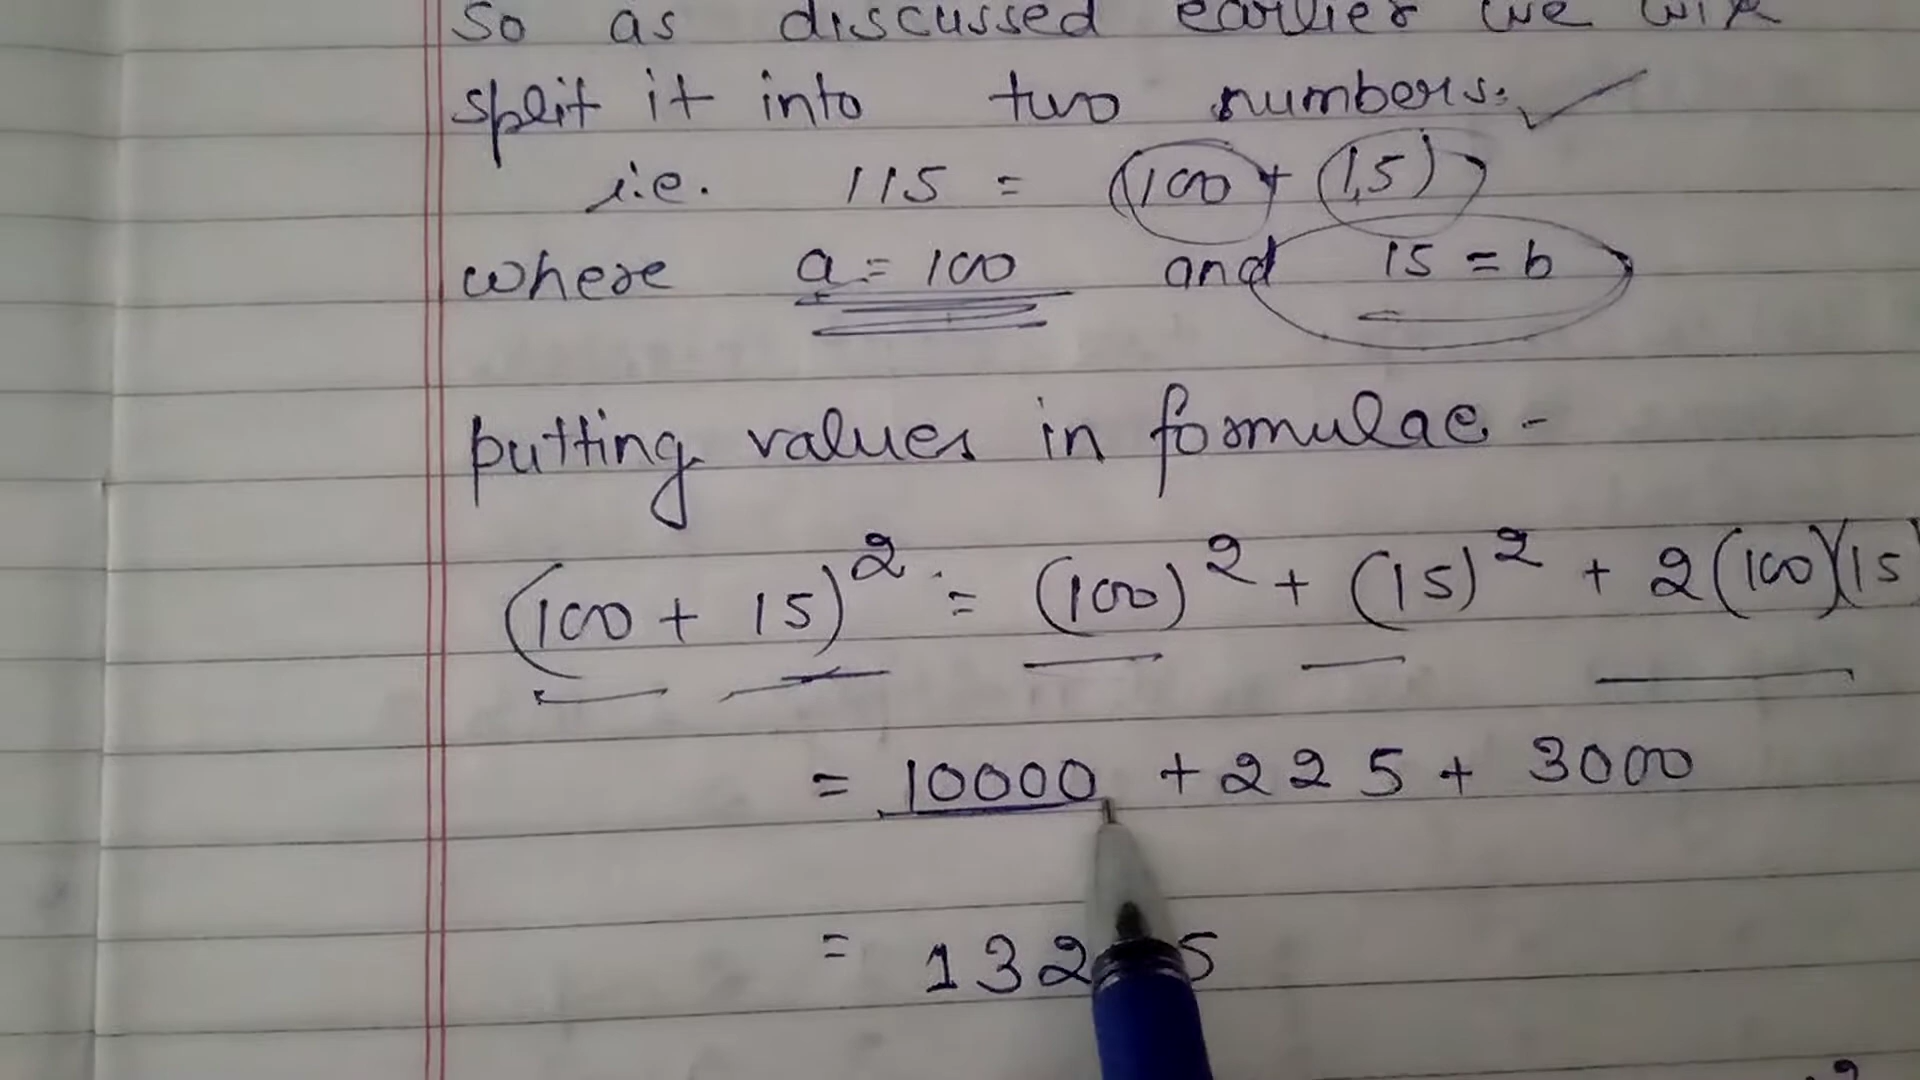 So as discussed earlier we will
split it into two numbers.
i.e. 115 = (100 + (15)
where a = 100 and 15 = b
putting values in formulae -
(100 + 15)² = (100)² + (15)² + 2(100)(15)
= 10000 + 225 + 3000
= 132 5
2